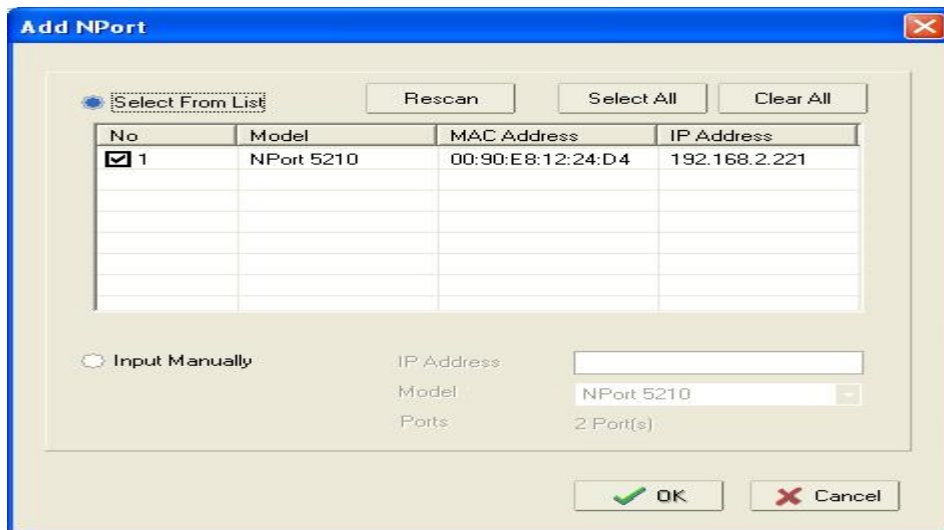 Add NPort
Select From List Rescan Select All Clear All
No Model MAC Address IP Address
1 NPort 5210 00:90:E8:12:24:D4 192.168.2.221
Input Manually IP Address
Model NPort 5210
Ports 2 Port(s)
OK Cancel